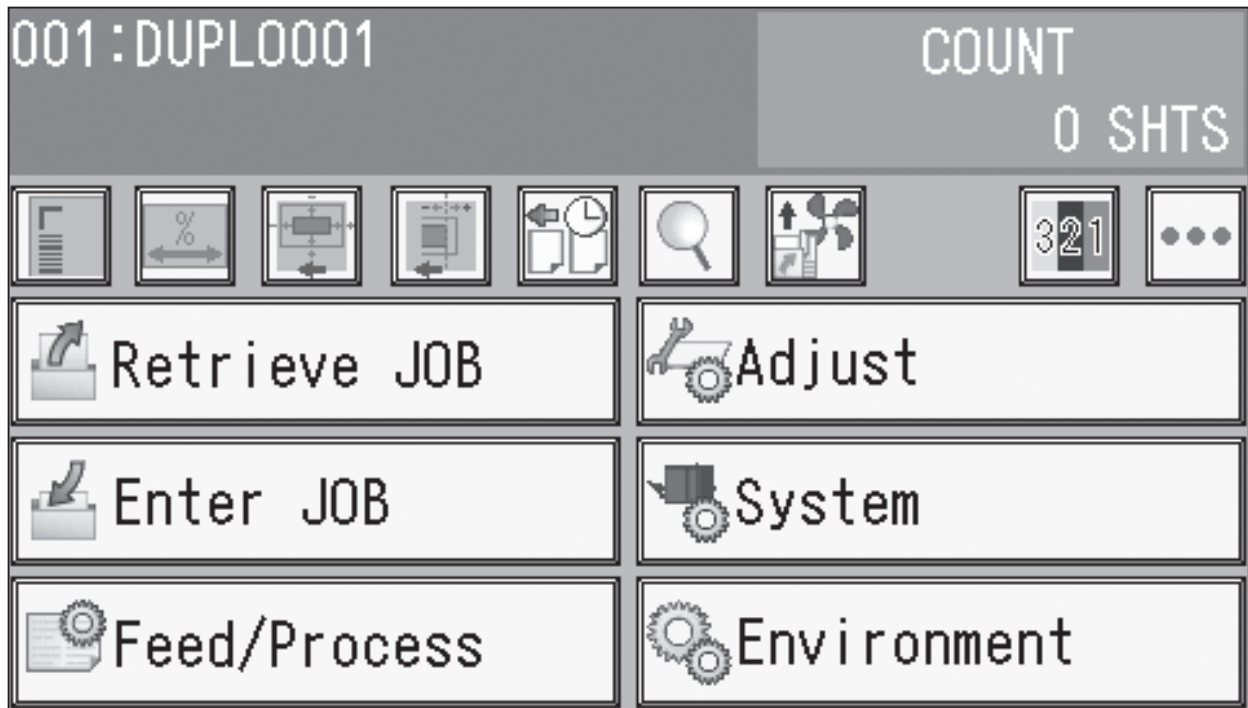 001:DUPLO001
COUNT
0 SHTS
%
321
Retrieve JOB
Adjust
Enter JOB
System
Feed/Process
Environment